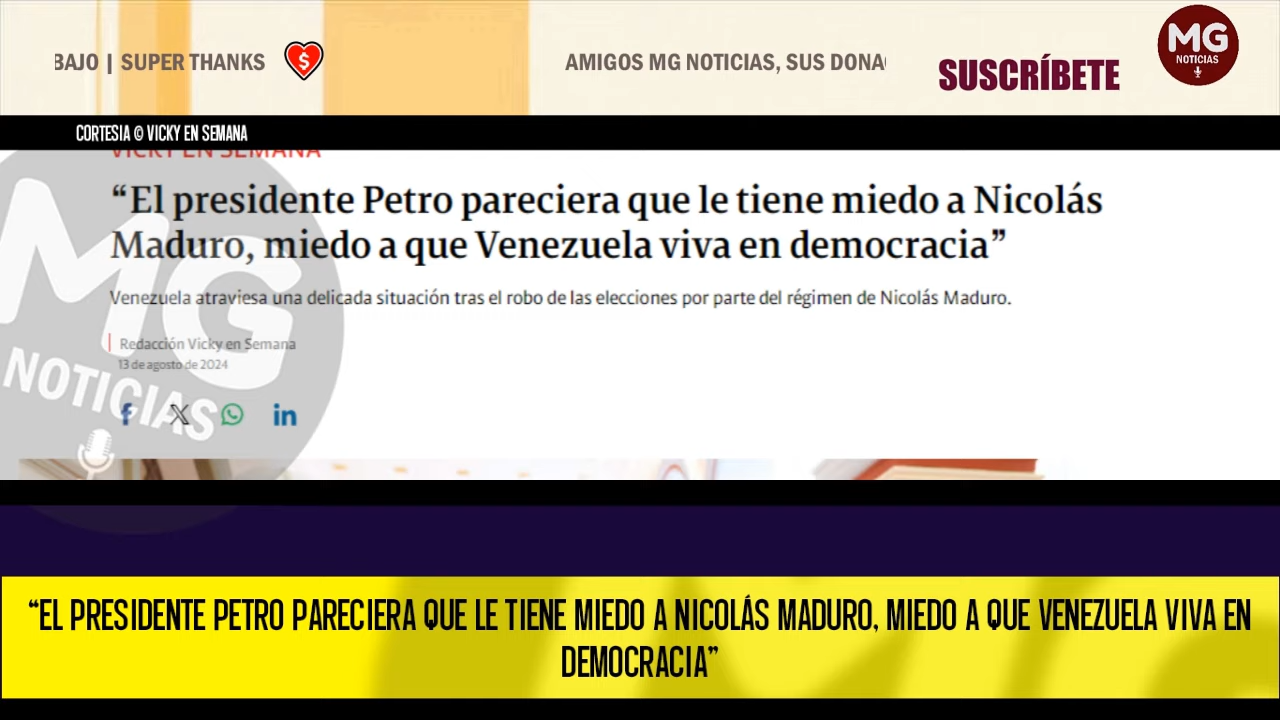 BAJO | SUPER THANKS
AMIGOS MG NOTICIAS, SUS
SUSCRÍBETE
MG
NOTICIAS
CORTESIA © VICKY EN SEMANA
VICKY EN SEMANA
“El presidente Petro pareciera que le tiene miedo a Nicolás
Maduro, miedo a que Venezuela viva en democracia”
Venezuela atraviesa una delicada situación tras el robo de las elecciones por parte del régimen de Nicolás Maduro.
Redacción Vicky en Semana
13 de agosto de 2024
MG
NOTICIAS
“EL PRESIDENTE PETRO PARECIERA QUE LE TIENE MIEDO A NICOLÁS MADURO, MIEDO A QUE VENEZUELA VIVA EN
DEMOCRACIA”